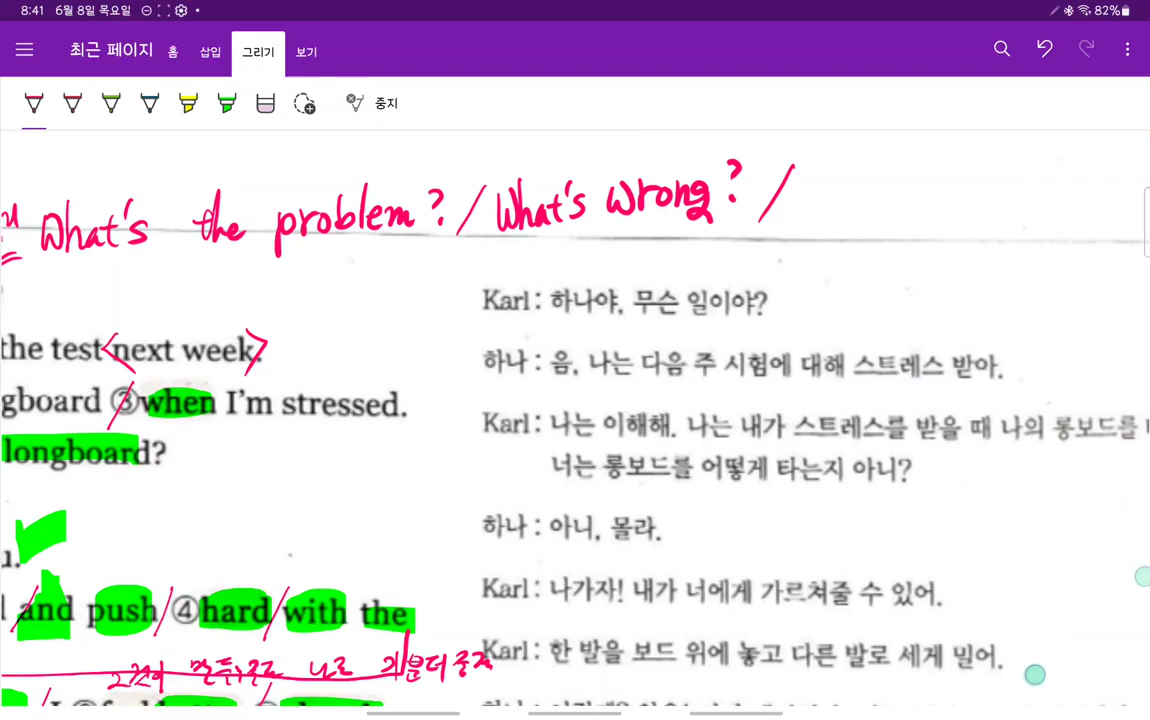 8:41 6월 8일 목요일 82%
최근 페이지 홈 삽입 그리기 보기
중지
What's the problem? / What's wrong? /
Karl : 하나야, 무슨 일이야?
the test <next week.>
하나 : 음, 나는 다음 주 시험에 대해 스트레스 받아.
gboard ③when I'm stressed.
Karl : 나는 이해해. 나는 내가 스트레스를 받을 때 나의 롱보드를
longboard?
너는 롱보드를 어떻게 타는지 아니?
하나 : 아니, 몰라.
u.
Karl : 나가자! 내가 너에게 가르쳐줄 수 있어.
and push / ④hard / with the
Karl : 한 발을 보드 위에 놓고 다른 발로 세게 밀어.